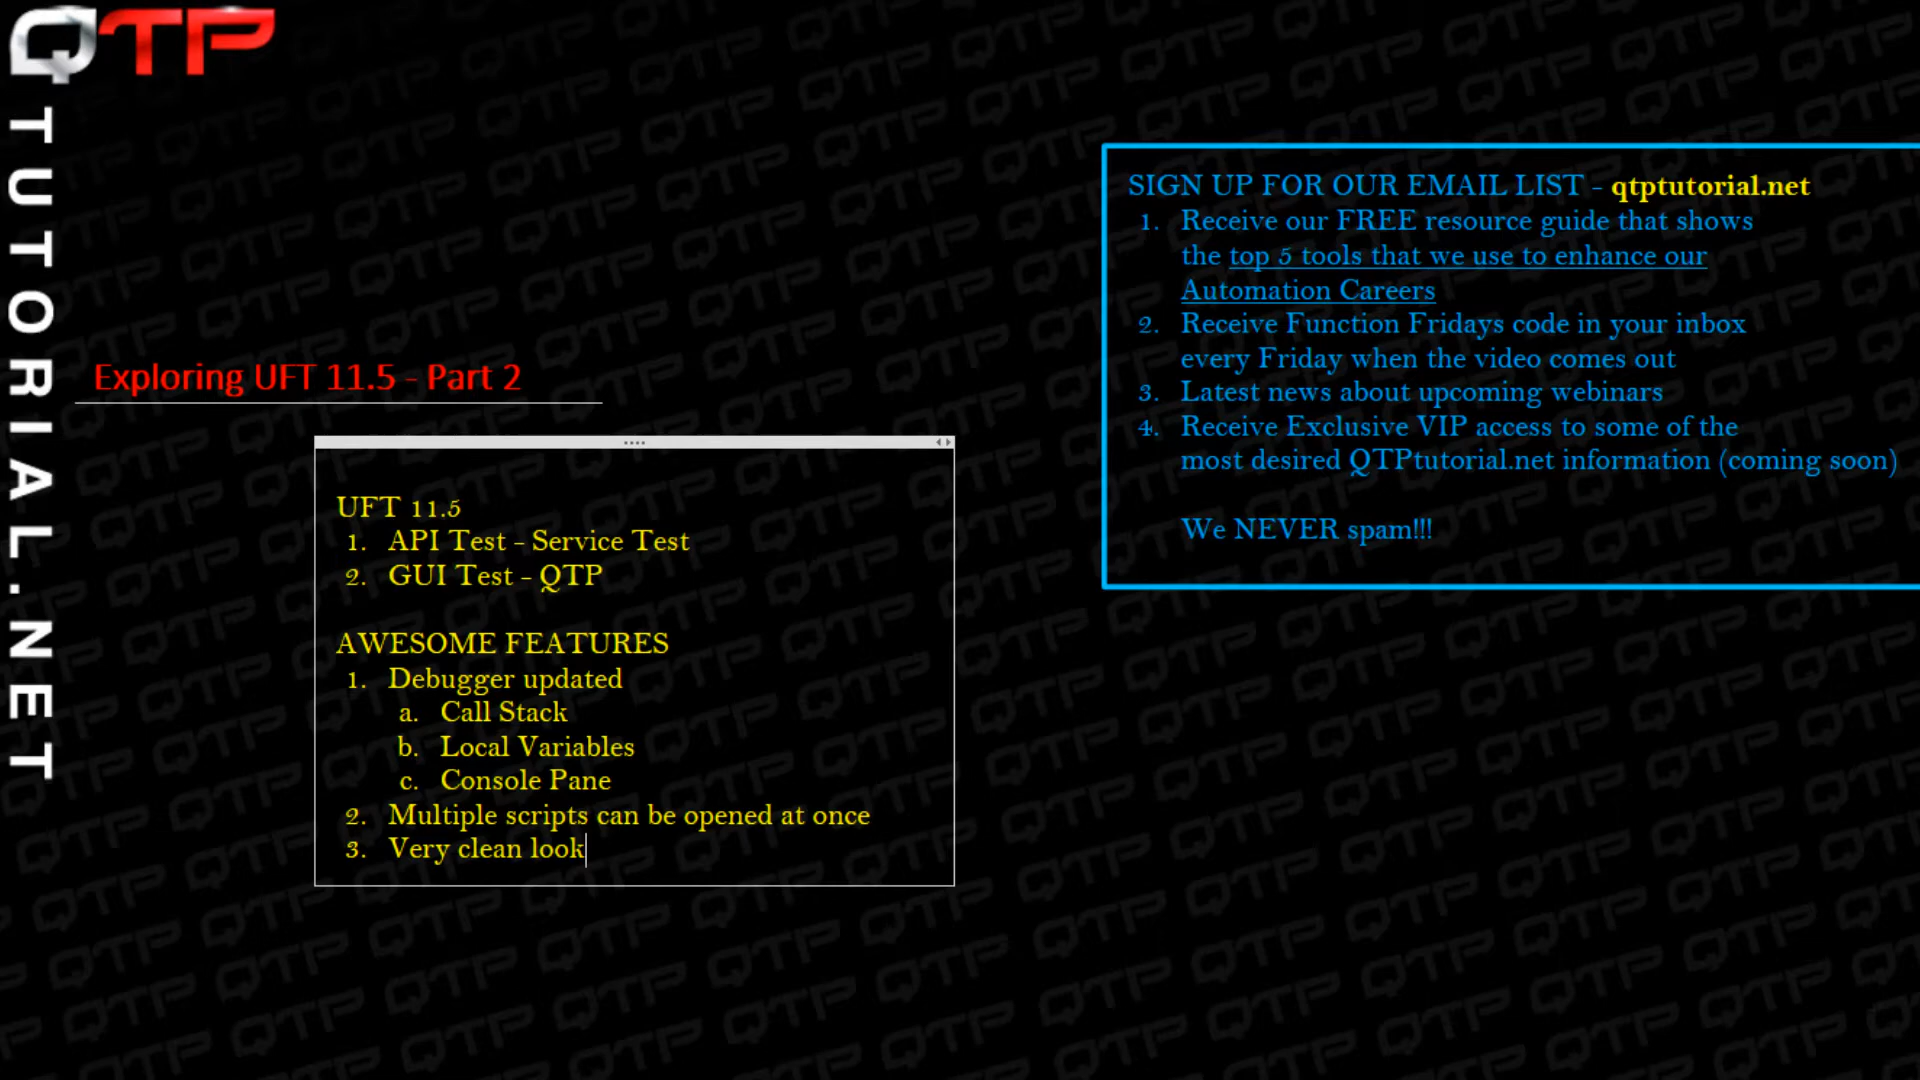 QTP
TUTORIAL.NET
Exploring UFT 11.5 - Part 2
UFT 11.5
1. API Test - Service Test
2. GUI Test - QTP
AWESOME FEATURES
1. Debugger updated
a. Call Stack
b. Local Variables
c. Console Pane
2. Multiple scripts can be opened at once
3. Very clean look
SIGN UP FOR OUR EMAIL LIST - qtptutorial.net
1. Receive our FREE resource guide that shows
the top 5 tools that we use to enhance our
Automation Careers
2. Receive Function Fridays code in your inbox
every Friday when the video comes out
3. Latest news about upcoming webinars
4. Receive Exclusive VIP access to some of the
most desired QTPtutorial.net information (coming soon)
We NEVER spam!!!